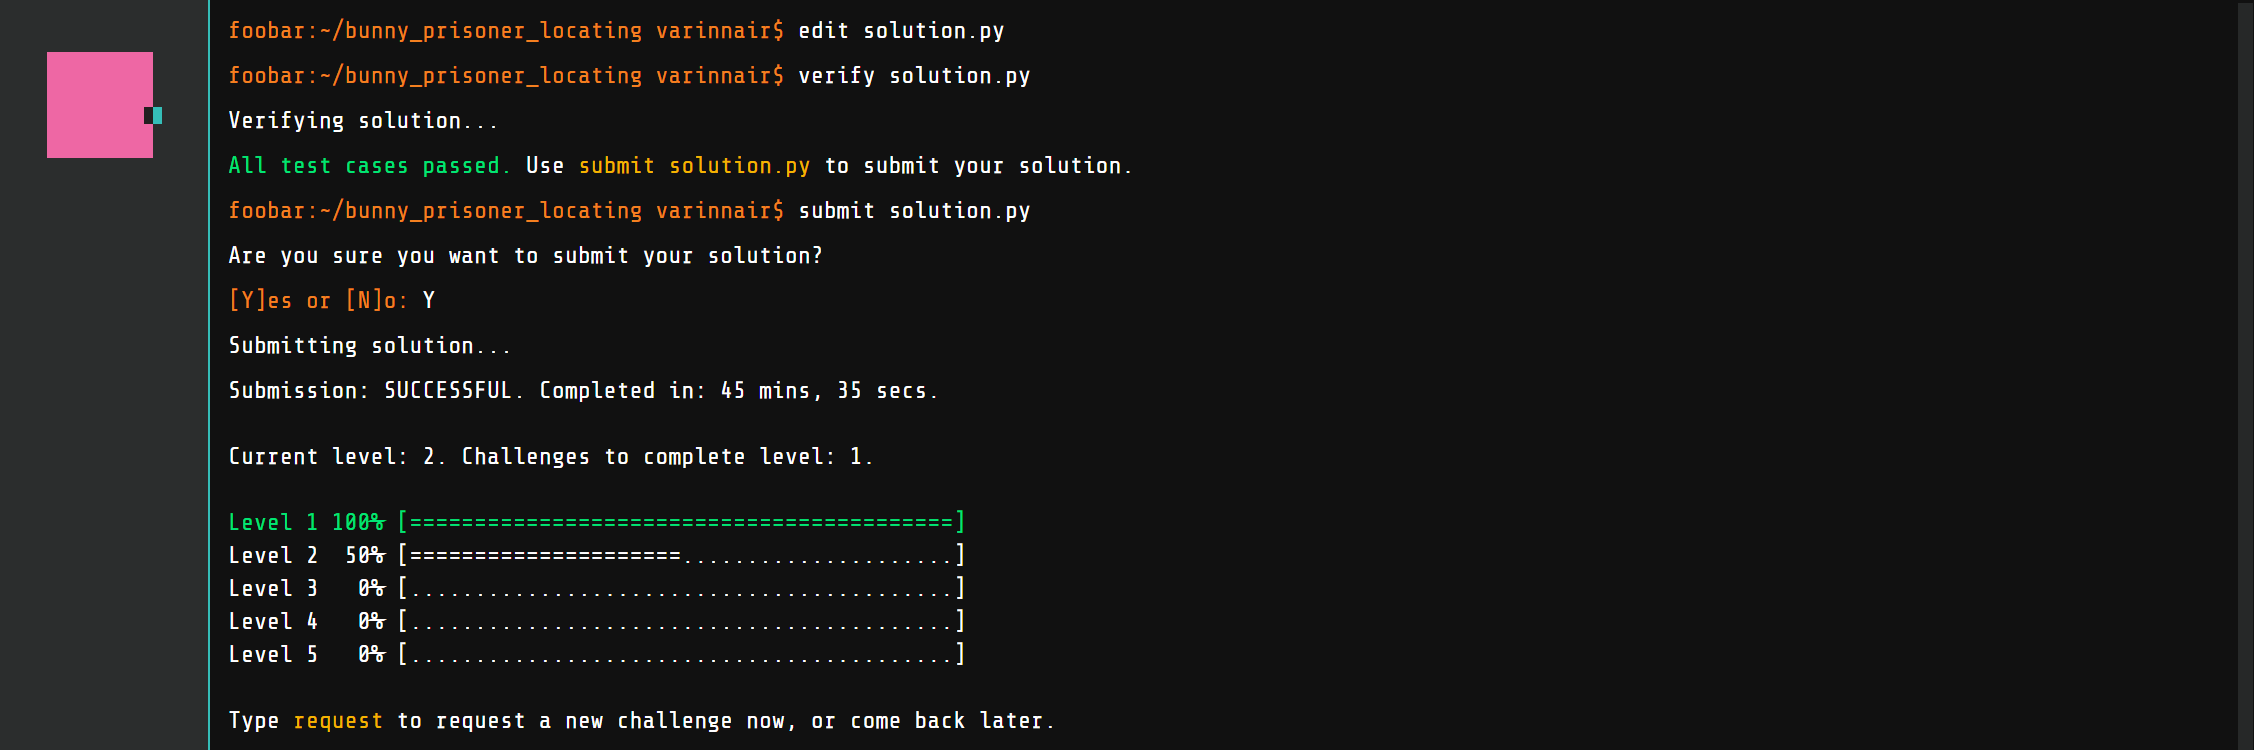 foobar:~/bunny_prisoner_locating varinnair$ edit solution.py
foobar:~/bunny_prisoner_locating varinnair$ verify solution.py
Verifying solution...
All test cases passed. Use submit solution.py to submit your solution.
foobar:~/bunny_prisoner_locating varinnair$ submit solution.py
Are you sure you want to submit your solution?
[Y]es or [N]o: Y
Submitting solution...
Submission: SUCCESSFUL. Completed in: 45 mins, 35 secs.
Current level: 2. Challenges to complete level: 1.
Level 1 100% [==========================================]
Level 2  50% [=====================.....................]
Level 3   0% [..........................................]
Level 4   0% [..........................................]
Level 5   0% [..........................................]
Type request to request a new challenge now, or come back later.